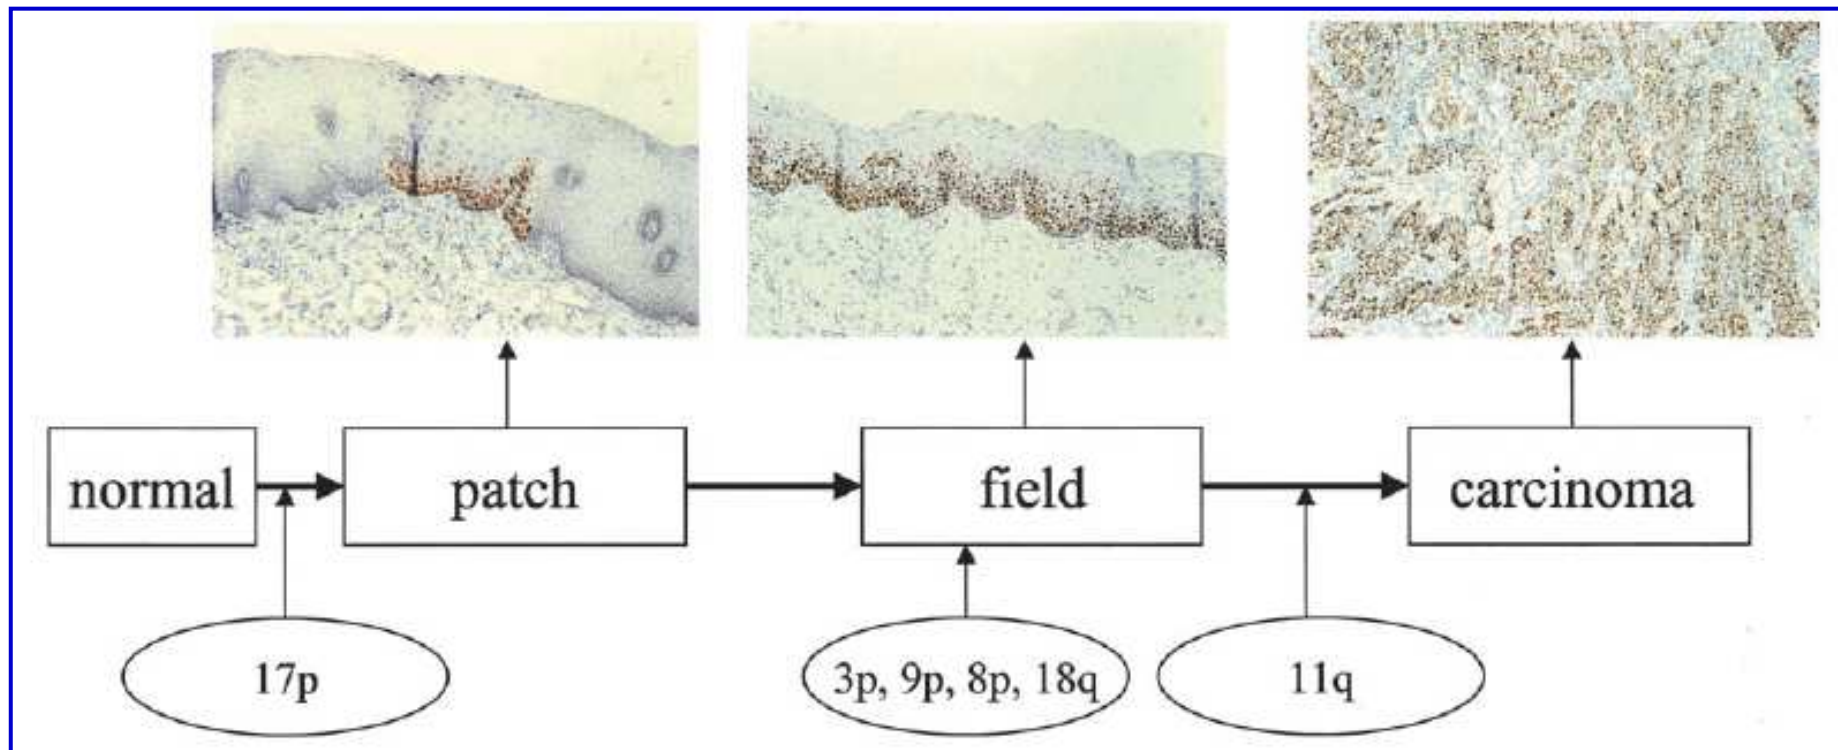 normal
patch
field
carcinoma
17p
3p, 9p, 8p, 18q
11q